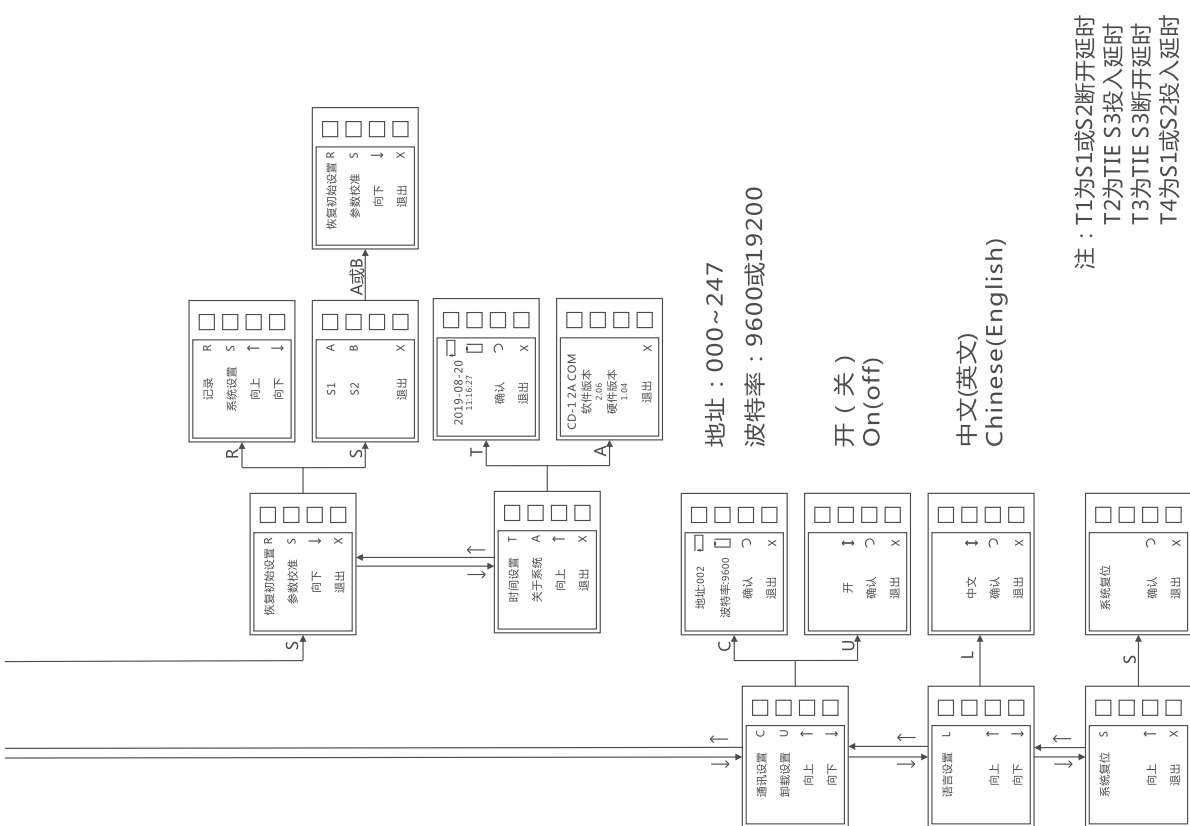 恢复初始设置 R
参数校准 S
向下 ↓
退出 X
A或B
记录 R
系统设置 S
向上 ↑
向下 ↓
R
S1 A
S2 B
退出 X
S
2019-08-20
11:16:27
确认
退出 X
T
CD-12A.COM
软件版本
2.06
硬件版本
1.04
退出 X
A
恢复初始设置 R
参数校准 S
向下 ↓
退出 X
S
时间设置 T
关于系统 A
向上 ↑
退出 X
地址:002
波特率:9600
确认
退出 X
C
地址：000~247
波特率：9600或19200
开
确认
退出 X
U
开（关）
On(off)
中文
确认
退出 X
L
中文(英文)
Chinese(English)
系统复位
确认
退出 X
S
通讯设置 C
卸载设置 U
向上 ↑
向下 ↓
语言设置 L
向上 ↑
向下 ↓
系统复位 S
向上 ↑
退出 X
注：T1为S1或S2断开延时
T2为TIE S3投入延时
T3为TIE S3断开延时
T4为S1或S2投入延时